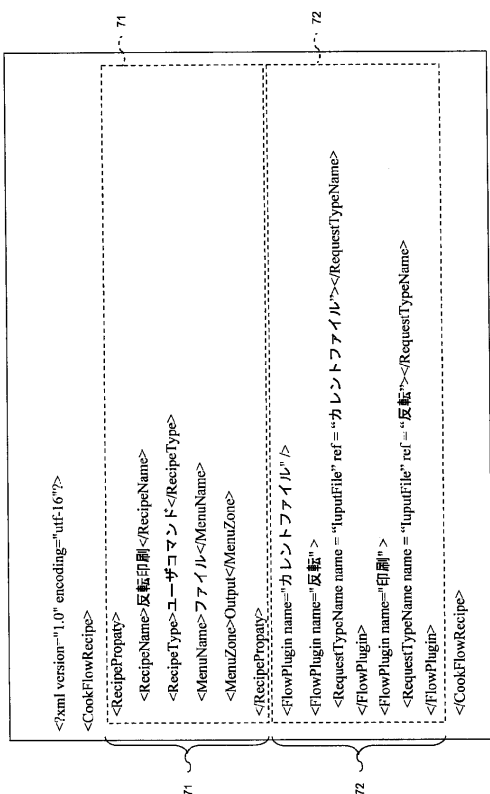 <?xml version="1.0" encoding="utf-16"?>
<CookFlowRecipe>
<RecipePropaty>
<RecipeName>反転印刷</RecipeName>
<RecipeType>ユーザコマンド</RecipeType>
<MenuName>ファイル</MenuName>
<MenuZone>Output</MenuZone>
</RecipePropaty>
<FlowPlugin name="カレントファイル" />
<FlowPlugin name="反転" >
<RequestTypeName name = "IuputFile" ref = "カレントファイル"></RequestTypeName>
</FlowPlugin>
<FlowPlugin name="印刷" >
<RequestTypeName name = "IuputFile" ref = "反転"></RequestTypeName>
</FlowPlugin>
</CookFlowRecipe>
71
72
71
72